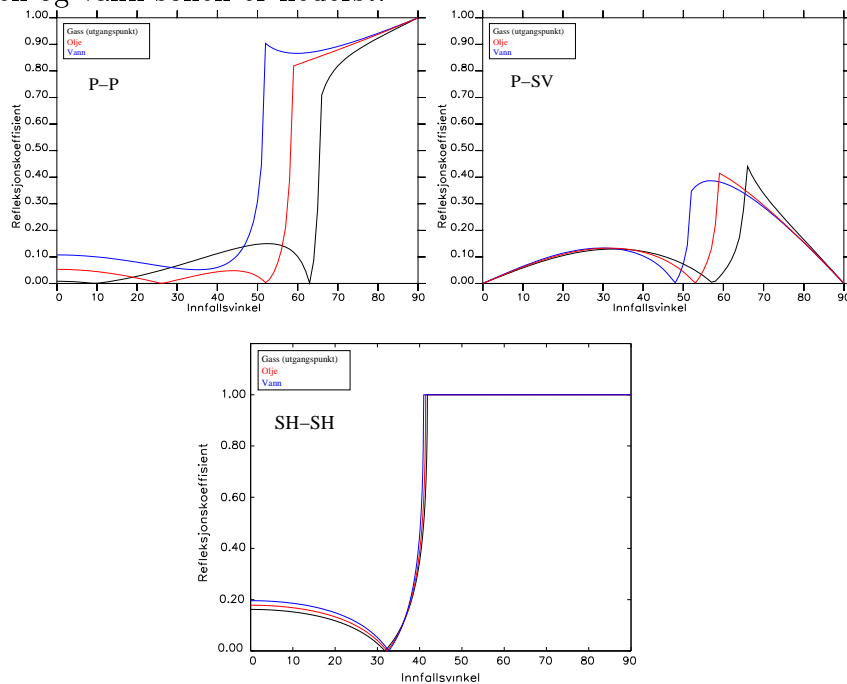 og vann-sonen er nederst.
1.00
0.90
0.80
0.70
0.60
0.50
0.40
0.30
0.20
0.10
0.00
Refleksjonskoeffisient
Gass (utgangspunkt)
Olje
Vann
P–P
0 10 20 30 40 50 60 70 80 90
Innfallsvinkel
1.00
0.90
0.80
0.70
0.60
0.50
0.40
0.30
0.20
0.10
0.00
Refleksjonskoeffisient
Gass (utgangspunkt)
Olje
Vann
P–SV
0 10 20 30 40 50 60 70 80 90
Innfallsvinkel
1.00
0.80
0.60
0.40
0.20
0.00
Refleksjonskoeffisient
Gass (utgangspunkt)
Olje
Vann
SH–SH
0 10 20 30 40 50 60 70 80 90
Innfallsvinkel